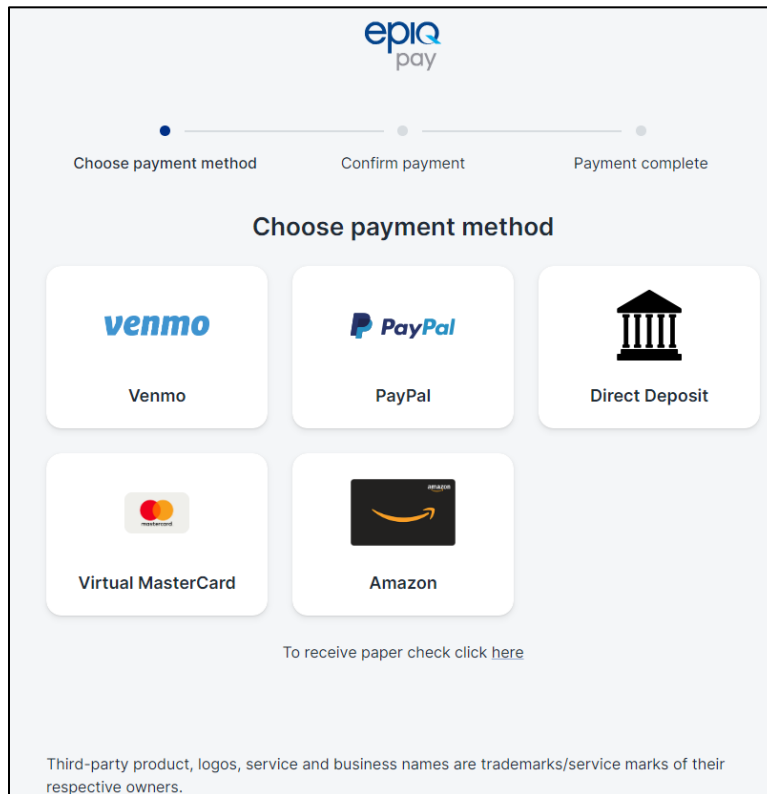 epiq
pay
Choose payment method Confirm payment Payment complete
Choose payment method
venmo PayPal
Venmo PayPal Direct Deposit
mastercard amazon
Virtual MasterCard Amazon
To receive paper check click here
Third-party product, logos, service and business names are trademarks/service marks of their
respective owners.